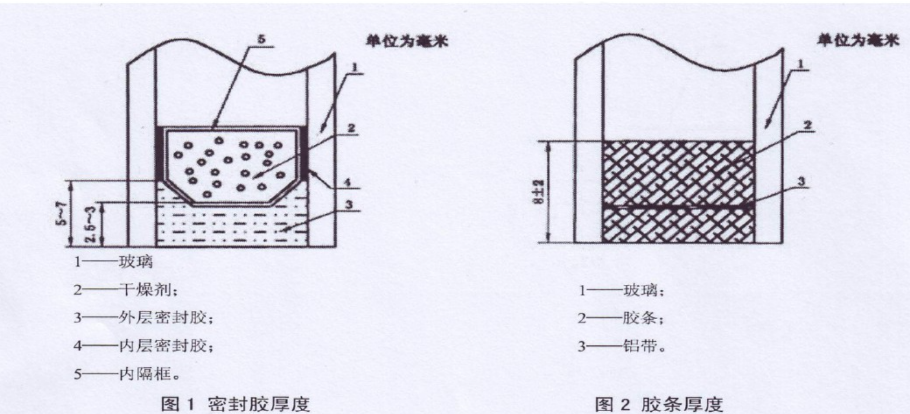 单位为毫米
5
1
2
4
3
5~7
2.5~3
1——玻璃
2——干燥剂；
3——外层密封胶；
4——内层密封胶；
5——内隔框。
图 1 密封胶厚度
单位为毫米
1
2
3
8±2
1——玻璃；
2——胶条；
3——铝带。
图 2 胶条厚度